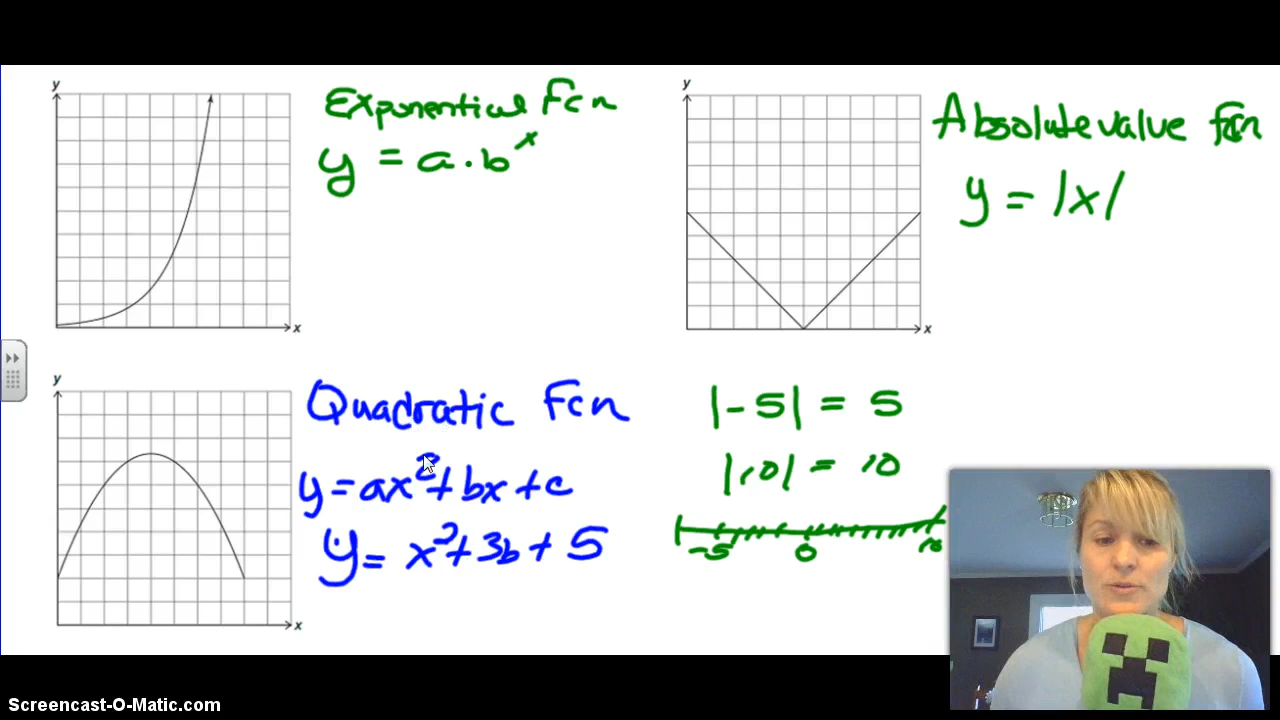 y
Exponential Fcn
y = a · b^x
x
y
Absolute value fcn
y = |x|
x
y
Quadratic Fcn
y = ax²+ bx + c
y = x²+ 3b + 5
x
|-5| = 5
|10| = 10
-5 0 10
Screencast-O-Matic.com